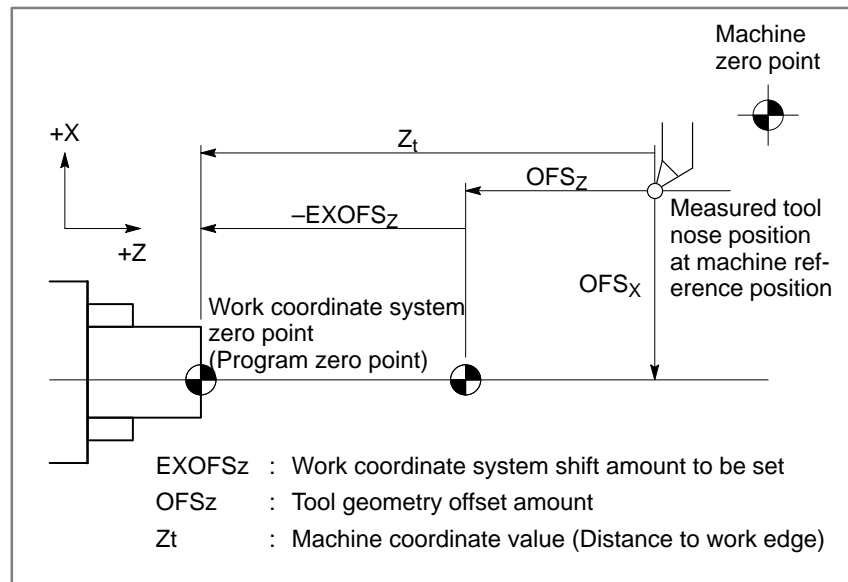 Machine
zero point
+X
Zt
OFSZ
–EXOFSZ
+Z
Measured tool
nose position
at machine ref-
erence position
OFSX
Work coordinate system
zero point
(Program zero point)
EXOFSz : Work coordinate system shift amount to be set
OFSz : Tool geometry offset amount
Zt : Machine coordinate value (Distance to work edge)